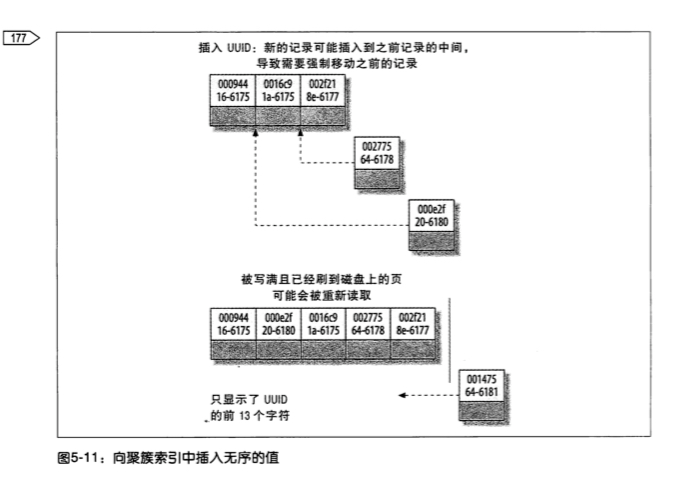 177
插入 UUID：新的记录可能插入到之前记录的中间，
导致需要强制移动之前的记录
000944 0016c9 002f21
16-6175 1a-6175 8e-6177
002775
64-6178
000e2f
20-6180
被写满且已经刷到磁盘上的页
可能会被重新读取
000944 000e2f 0016c9 002775 002f21
16-6175 20-6180 1a-6175 64-6178 8e-6177
001475
64-6181
只显示了 UUID
的前 13 个字符
图5-11：向聚簇索引中插入无序的值